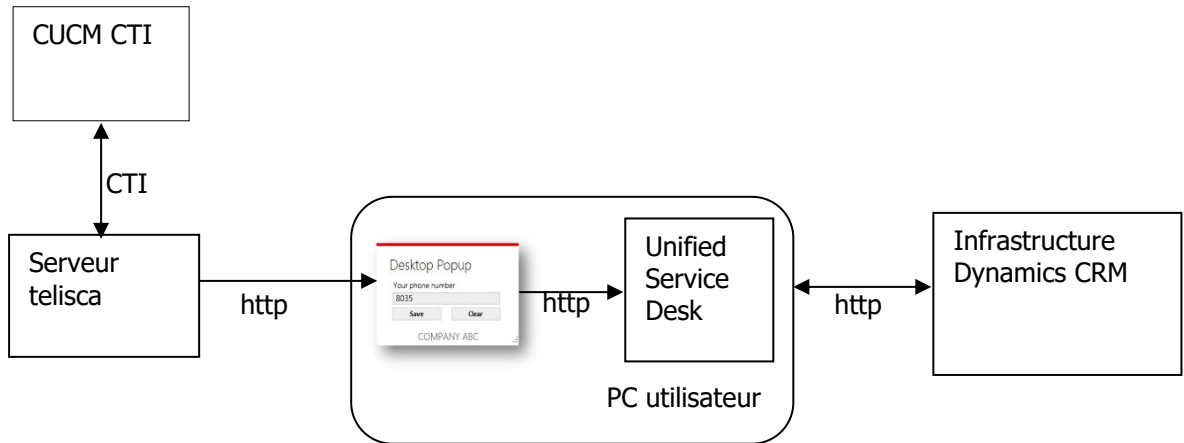 CUCM CTI
CTI
Serveur
telisca
http
Desktop Popup
Your phone number
8035
Save Clear
COMPANY ABC
http
Unified
Service
Desk
PC utilisateur
http
Infrastructure
Dynamics CRM